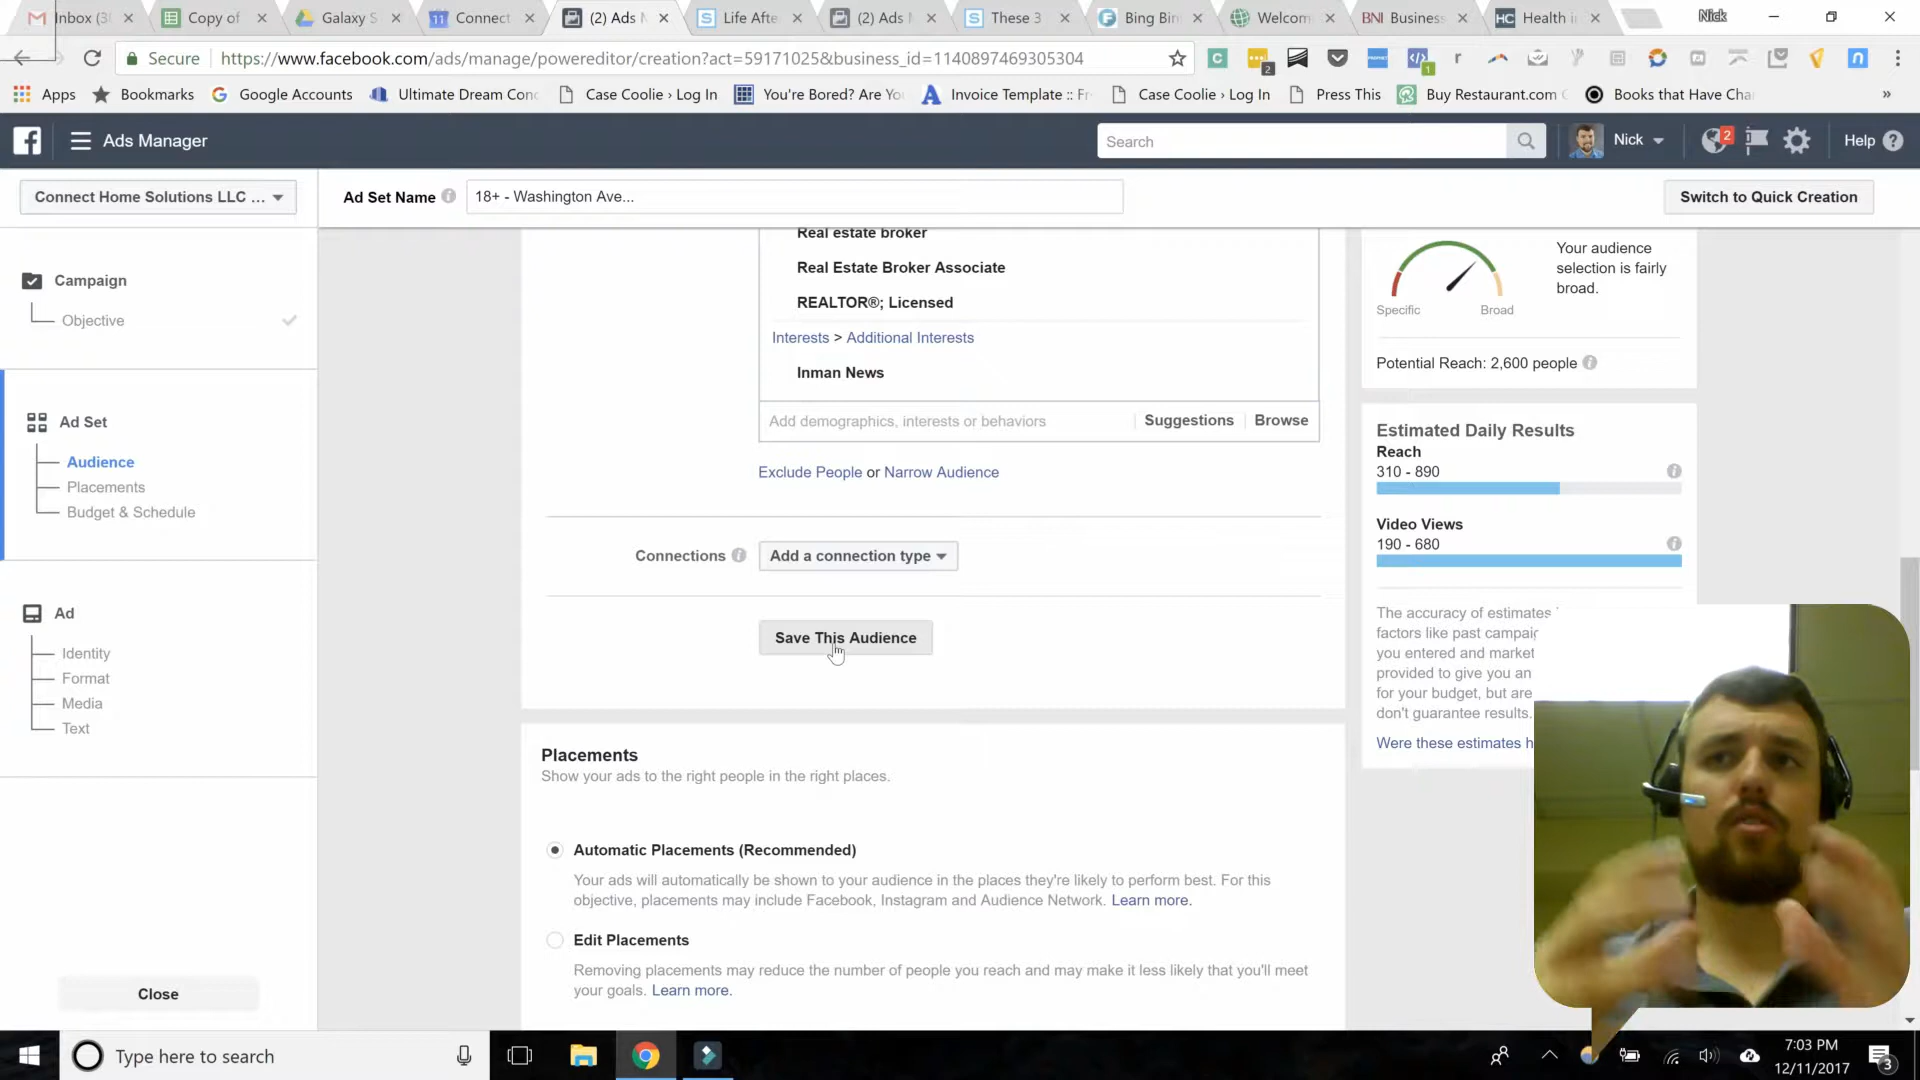 Inbox (3
Copy of
Galaxy S
11 Connect
(2) Ads M
Life Afte
(2) Ads
These 3
Bing Bin
Welcom
BNI Business
HC Health i
Nick
Secure
https://www.facebook.com/ads/manage/powereditor/creation?act=59171025&business_id=1140897469305304
2
1
Apps
Bookmarks
Google Accounts
Ultimate Dream Con
Case Coolie › Log In
You're Bored? Are Yo
Invoice Template :: Fr
Case Coolie › Log In
Press This
Buy Restaurant.com
Books that Have Cha
»
Ads Manager
Search
Nick
2
Help
Connect Home Solutions LLC ...
Ad Set Name
18+ - Washington Ave...
Switch to Quick Creation
Campaign
Objective
Ad Set
Audience
Placements
Budget & Schedule
Ad
Identity
Format
Media
Text
Close
Real estate broker
Real Estate Broker Associate
REALTOR®; Licensed
Interests > Additional Interests
Inman News
Add demographics, interests or behaviors
Suggestions
Browse
Exclude People or Narrow Audience
Connections
Add a connection type
Save This Audience
Placements
Show your ads to the right people in the right places.
Automatic Placements (Recommended)
Your ads will automatically be shown to your audience in the places they're likely to perform best. For this
objective, placements may include Facebook, Instagram and Audience Network. Learn more.
Edit Placements
Removing placements may reduce the number of people you reach and may make it less likely that you'll meet
your goals. Learn more.
Specific
Broad
Your audience
selection is fairly
broad.
Potential Reach: 2,600 people
Estimated Daily Results
Reach
310 - 890
Video Views
190 - 680
The accuracy of estimates
factors like past campaig
you entered and market
provided to give you an
for your budget, but are
don't guarantee results.
Were these estimates h
Type here to search
7:03 PM
12/11/2017
3